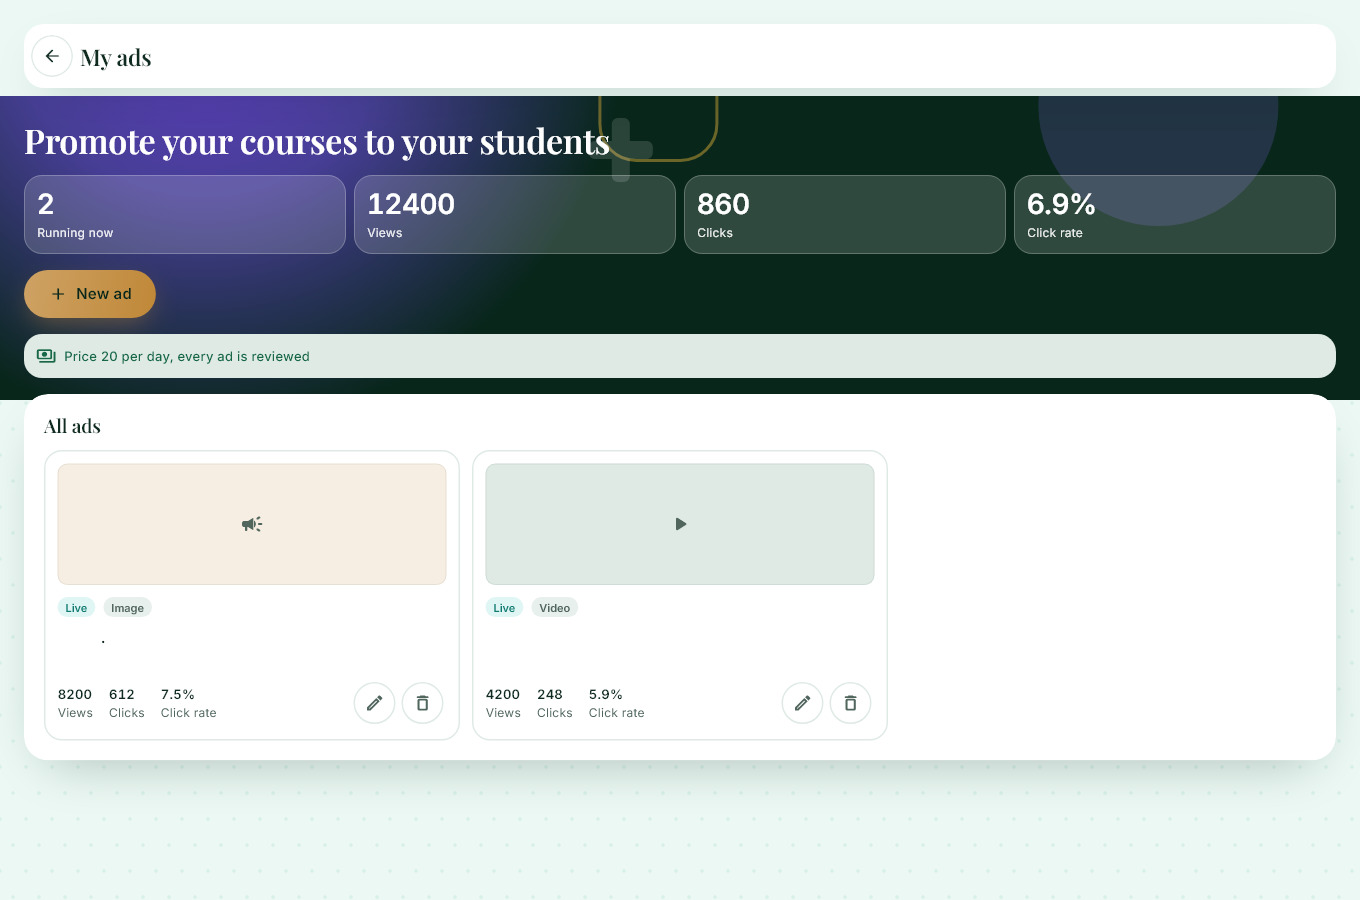 My ads
Promote your courses to your students
2
Running now
12400
Views
860
Clicks
6.9%
Click rate
New ad
Price 20 per day, every ad is reviewed
All ads
Live
Image
.
8200
Views
612
Clicks
7.5%
Click rate
Live
Video
4200
Views
248
Clicks
5.9%
Click rate